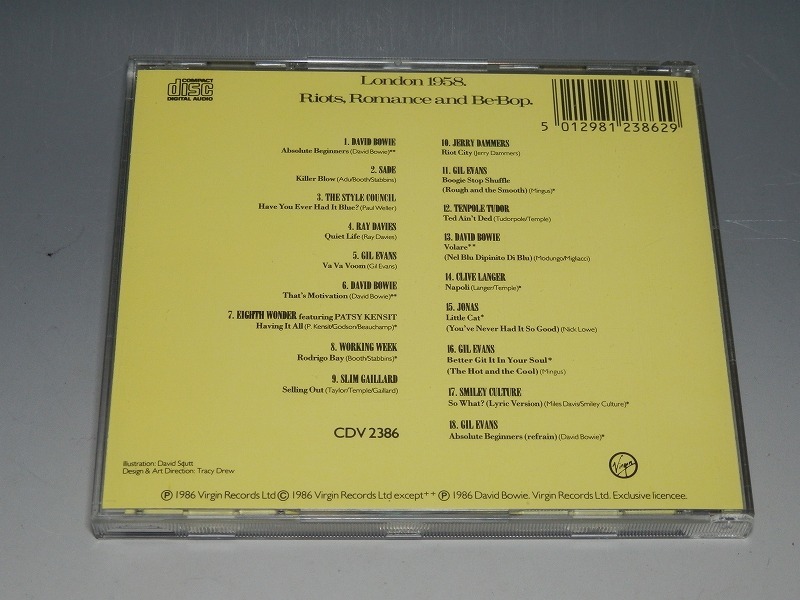 COMPACT
disc
DIGITAL AUDIO
London 1958.
Riots, Romance and Be-Bop.
5 012981 238629
1. DAVID BOWIE
Absolute Beginners (David Bowie)**
2. SADE
Killer Blow (Adu/Booth/Stabbins)
3. THE STYLE COUNCIL
Have You Ever Had It Blue? (Paul Weller)
4. RAY DAVIES
Quiet Life (Ray Davies)
5. GIL EVANS
Va Va Voom (Gil Evans)
6. DAVID BOWIE
That's Motivation (David Bowie)**
7. EIGHTH WONDER featuring PATSY KENSIT
Having It All (P. Kensit/Godson/Beauchamp)*
8. WORKING WEEK
Rodrigo Bay (Booth/Stabbins)*
9. SLIM GAILLARD
Selling Out (Taylor/Temple/Gaillard)
10. JERRY DAMMERS
Riot City (Jerry Dammers)
11. GIL EVANS
Boogie Stop Shuffle
(Rough and the Smooth) (Mingus)*
12. TENPOLE TUDOR
Ted Ain't Ded (Tudorpole/Temple)
13. DAVID BOWIE
Volare**
(Nel Blu Dipinito Di Blu) (Modungo/Migliacci)
14. CLIVE LANGER
Napoli (Langer/Temple)*
15. JONAS
Little Cat*
(You've Never Had It So Good) (Nick Lowe)
16. GIL EVANS
Better Git It In Your Soul*
(The Hot and the Cool) (Mingus)
17. SMILEY CULTURE
So What? (Lyric Version) (Miles Davis/Smiley Culture)*
18. GIL EVANS
Absolute Beginners (refrain) (David Bowie)*
CDV 2386
Virgin
Illustration: David
Design & Art Direction: Tracy Drew
Ⓟ 1986 Virgin Records Ltd © 1986 Virgin Records Ltd except++ Ⓟ 1986 David Bowie. Virgin Records Ltd. Exclusive licencee.